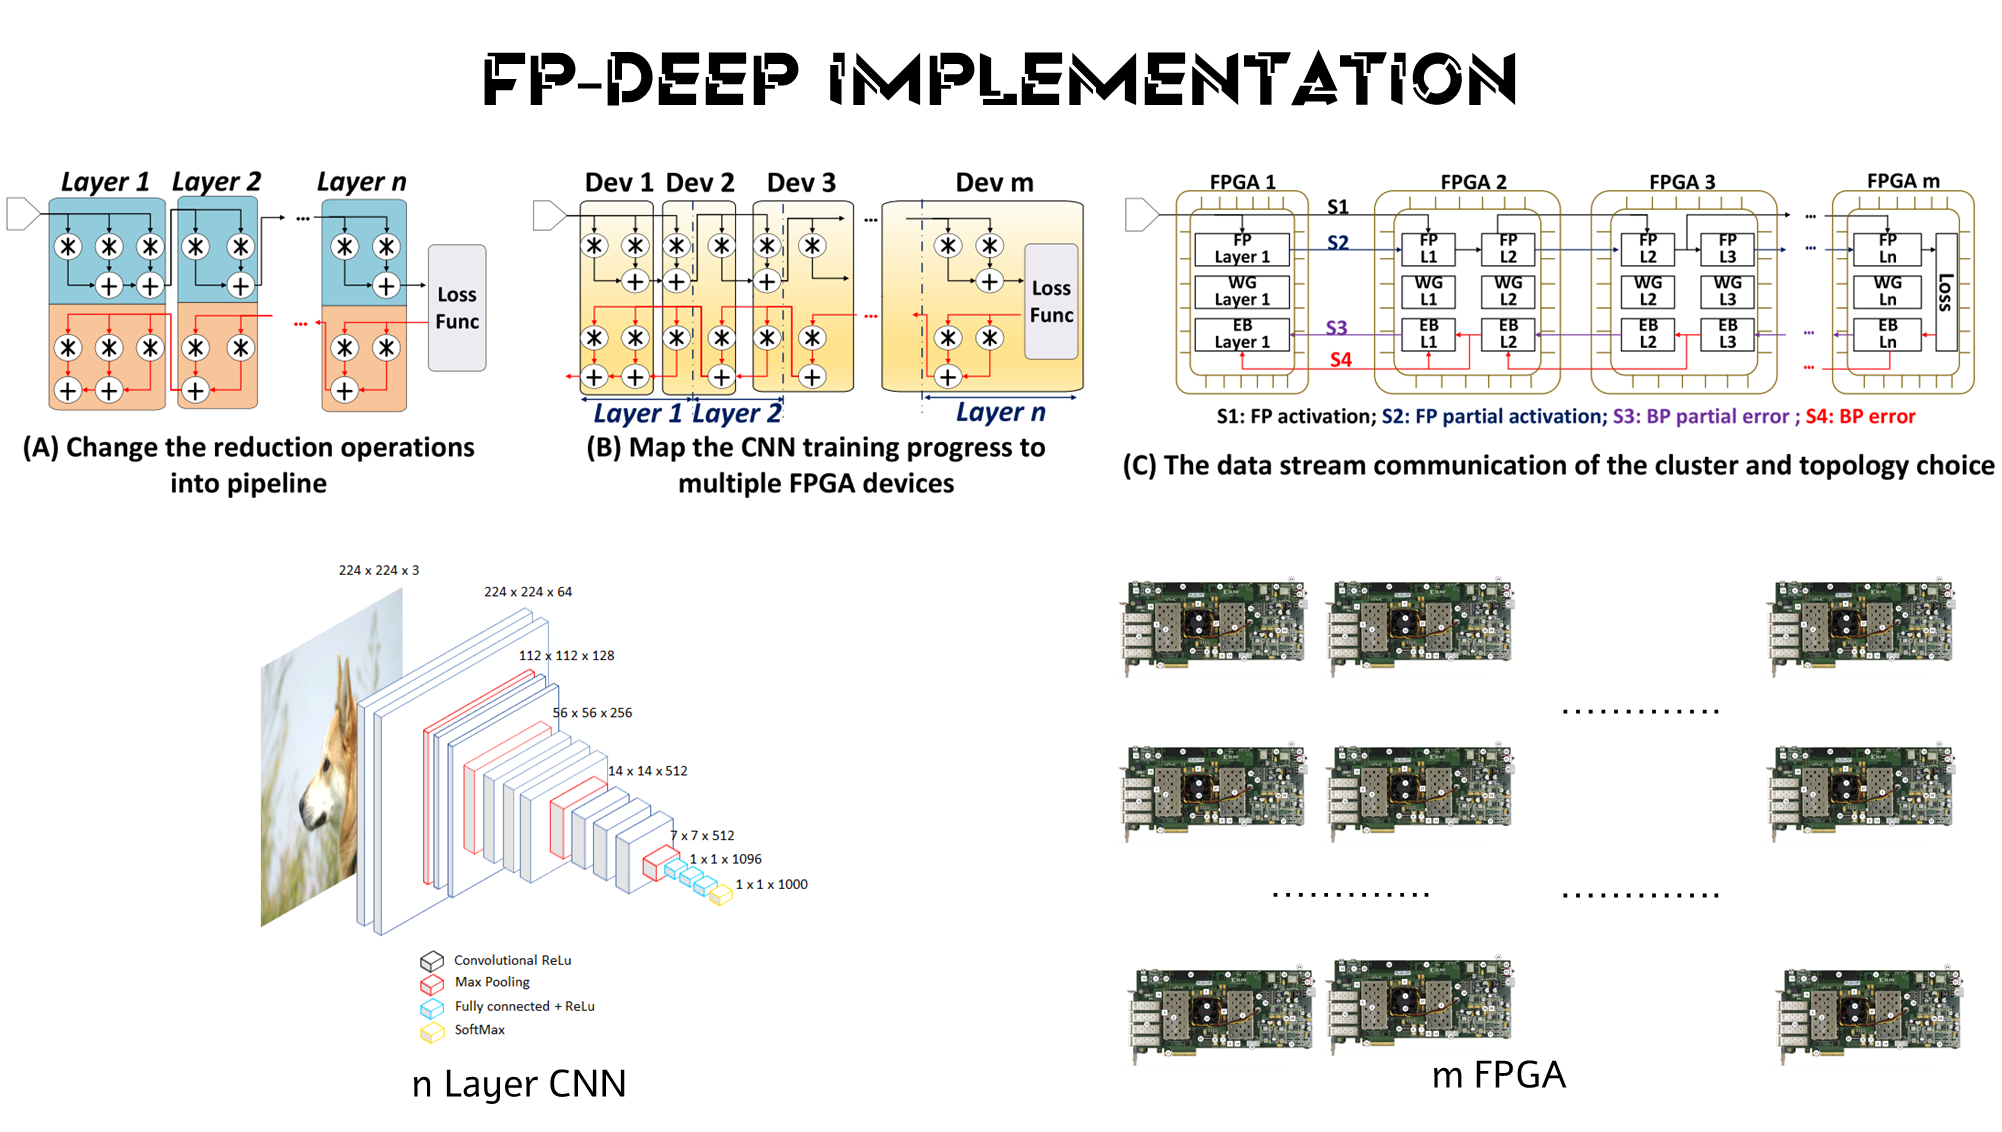 FP-DEEP IMPLEMENTATION
Layer 1 Layer 2 Layer n
Loss
Func
(A) Change the reduction operations
into pipeline
Dev 1 Dev 2 Dev 3 Dev m
Loss
Func
Layer 1 Layer 2 Layer n
(B) Map the CNN training progress to
multiple FPGA devices
FPGA 1 FPGA 2 FPGA 3 FPGA m
S1
S2
S3
S4
FP
Layer 1
WG
Layer 1
EB
Layer 1
FP
L1
FP
L2
WG
L1
WG
L2
EB
L1
EB
L2
FP
L2
FP
L3
WG
L2
WG
L3
EB
L2
EB
L3
FP
Ln
WG
Ln
EB
Ln
Loss
S1: FP activation; S2: FP partial activation; S3: BP partial error ; S4: BP error
(C) The data stream communication of the cluster and topology choice
224 x 224 x 3
224 x 224 x 64
112 x 112 x 128
56 x 56 x 256
14 x 14 x 512
7 x 7 x 512
1 x 1 x 1096
1 x 1 x 1000
Convolutional ReLu
Max Pooling
Fully connected + ReLu
SoftMax
n Layer CNN
m FPGA